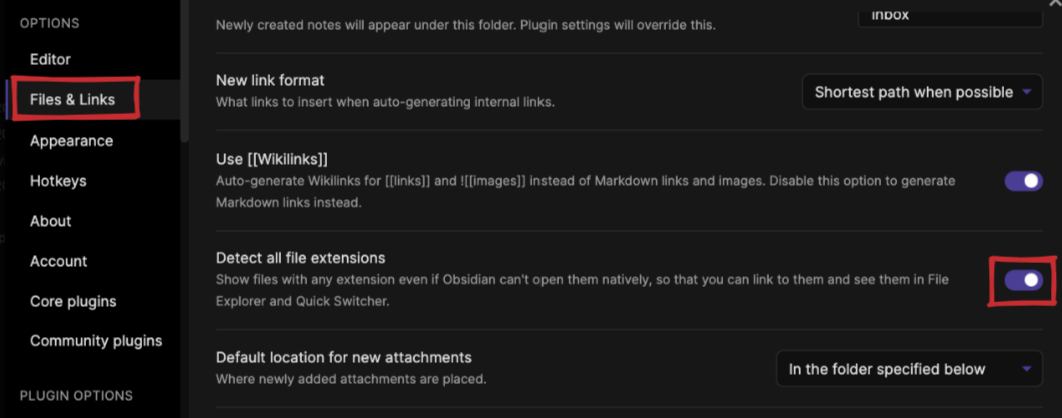 OPTIONS
Editor
Files & Links
Appearance
Hotkeys
About
Account
Core plugins
Community plugins
PLUGIN OPTIONS
Newly created notes will appear under this folder. Plugin settings will override this.
inbox
New link format
What links to insert when auto-generating internal links.
Shortest path when possible
Use [[Wikilinks]]
Auto-generate Wikilinks for [[links]] and ![[images]] instead of Markdown links and images. Disable this option to generate
Markdown links instead.
Detect all file extensions
Show files with any extension even if Obsidian can't open them natively, so that you can link to them and see them in File
Explorer and Quick Switcher.
Default location for new attachments
Where newly added attachments are placed.
In the folder specified below